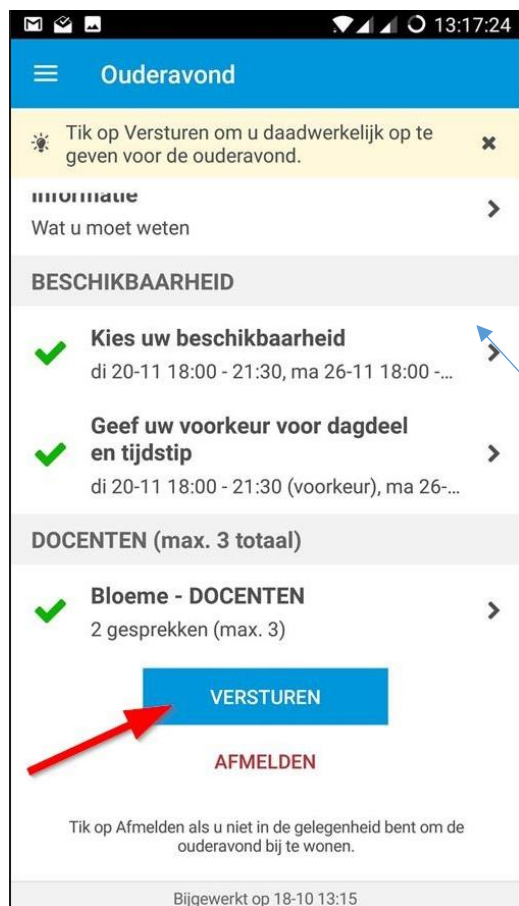 13:17:24
Ouderavond
Tik op Versturen om u daadwerkelijk op te
geven voor de ouderavond.
Informatie
Wat u moet weten
BESCHIKBAARHEID
Kies uw beschikbaarheid
di 20-11 18:00 - 21:30, ma 26-11 18:00 -...
Geef uw voorkeur voor dagdeel
en tijdstip
di 20-11 18:00 - 21:30 (voorkeur), ma 26-...
DOCENTEN (max. 3 totaal)
Bloeme - DOCENTEN
2 gesprekken (max. 3)
VERSTUREN
AFMELDEN
Tik op Afmelden als u niet in de gelegenheid bent om de
ouderavond bij te wonen.
Bijgewerkt op 18-10 13:15